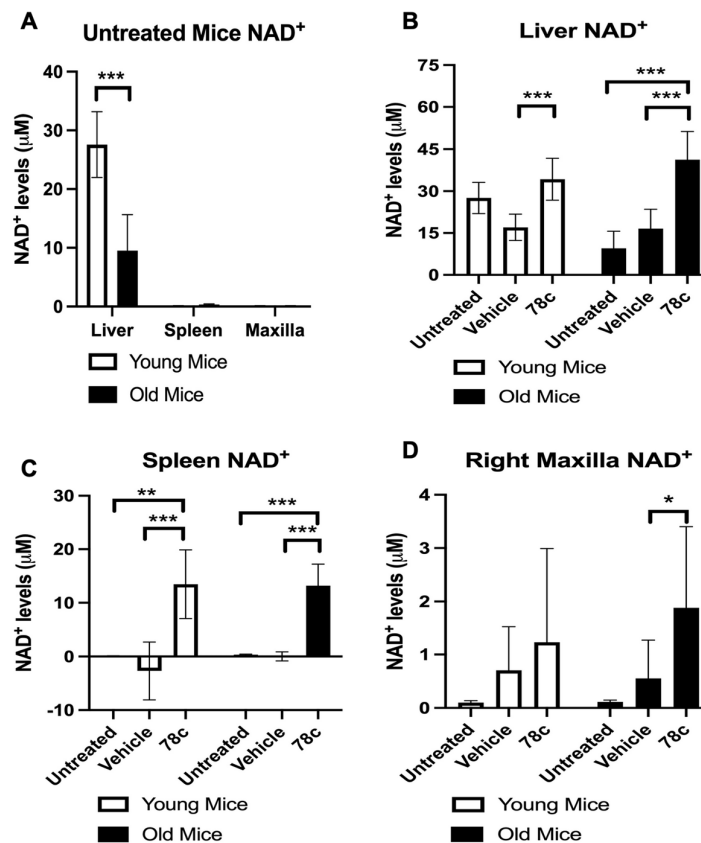 A
Untreated Mice NAD⁺
NAD⁺ levels (μM)
40
30
20
10
0
***
Liver Spleen Maxilla
Young Mice
Old Mice
B
Liver NAD⁺
NAD⁺ levels (μM)
75
60
45
30
15
0
***
***
***
Untreated Vehicle 78c Untreated Vehicle 78c
Young Mice
Old Mice
C
Spleen NAD⁺
NAD⁺ levels (μM)
30
20
10
0
-10
**
***
***
***
Untreated Vehicle 78c Untreated Vehicle 78c
Young Mice
Old Mice
D
Right Maxilla NAD⁺
NAD⁺ levels (μM)
4
3
2
1
0
*
Untreated Vehicle 78c Untreated Vehicle 78c
Young Mice
Old Mice